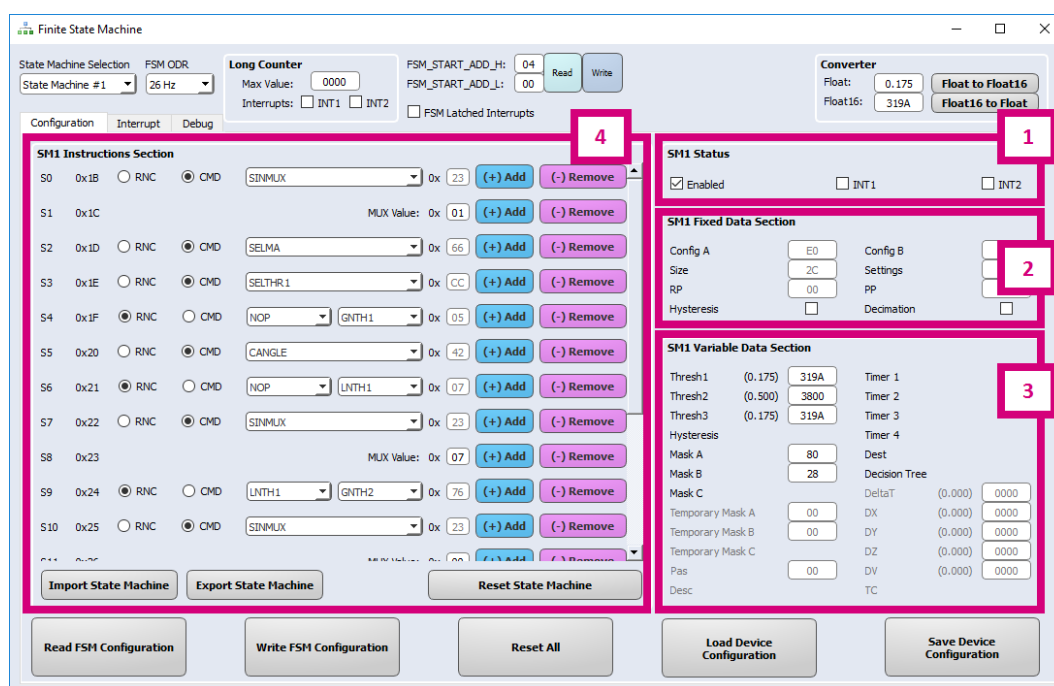 Finite State Machine
State Machine Selection FSM ODR Long Counter FSM_START_ADD_H: 04 Read Write Converter
State Machine #1 26 Hz Max Value: 0000 FSM_START_ADD_L: 00 Float: 0.175 Float to Float16
Interrupts: INT1 INT2 FSM Latched Interrupts Float16: 319A Float16 to Float
Configuration Interrupt Debug
4
SM1 Instructions Section
S0 0x1B RNC CMD SINMUX 0x 23 (+) Add (-) Remove
S1 0x1C MUX Value: 0x 01 (+) Add (-) Remove
S2 0x1D RNC CMD SELMA 0x 66 (+) Add (-) Remove
S3 0x1E RNC CMD SELTHR1 0x CC (+) Add (-) Remove
S4 0x1F RNC CMD NOP GNTH1 0x 05 (+) Add (-) Remove
S5 0x20 RNC CMD CANGLE 0x 42 (+) Add (-) Remove
S6 0x21 RNC CMD NOP LNTH1 0x 07 (+) Add (-) Remove
S7 0x22 RNC CMD SINMUX 0x 23 (+) Add (-) Remove
S8 0x23 MUX Value: 0x 07 (+) Add (-) Remove
S9 0x24 RNC CMD LNTH1 GNTH2 0x 76 (+) Add (-) Remove
S10 0x25 RNC CMD SINMUX 0x 23 (+) Add (-) Remove
Import State Machine Export State Machine Reset State Machine
1
SM1 Status
Enabled INT1 INT2
SM1 Fixed Data Section
2
Config A E0 Config B
Size 2C Settings
RP 00 PP
Hysteresis Decimation
SM1 Variable Data Section
3
Thresh1 (0.175) 319A Timer 1
Thresh2 (0.500) 3800 Timer 2
Thresh3 (0.175) 319A Timer 3
Hysteresis Timer 4
Mask A 80 Dest
Mask B 28 Decision Tree
Mask C DeltaT (0.000) 0000
Temporary Mask A 00 DX (0.000) 0000
Temporary Mask B 00 DY (0.000) 0000
Temporary Mask C DZ (0.000) 0000
Pas 00 DV (0.000) 0000
Desc TC
Read FSM Configuration Write FSM Configuration Reset All Load Device Configuration Save Device Configuration